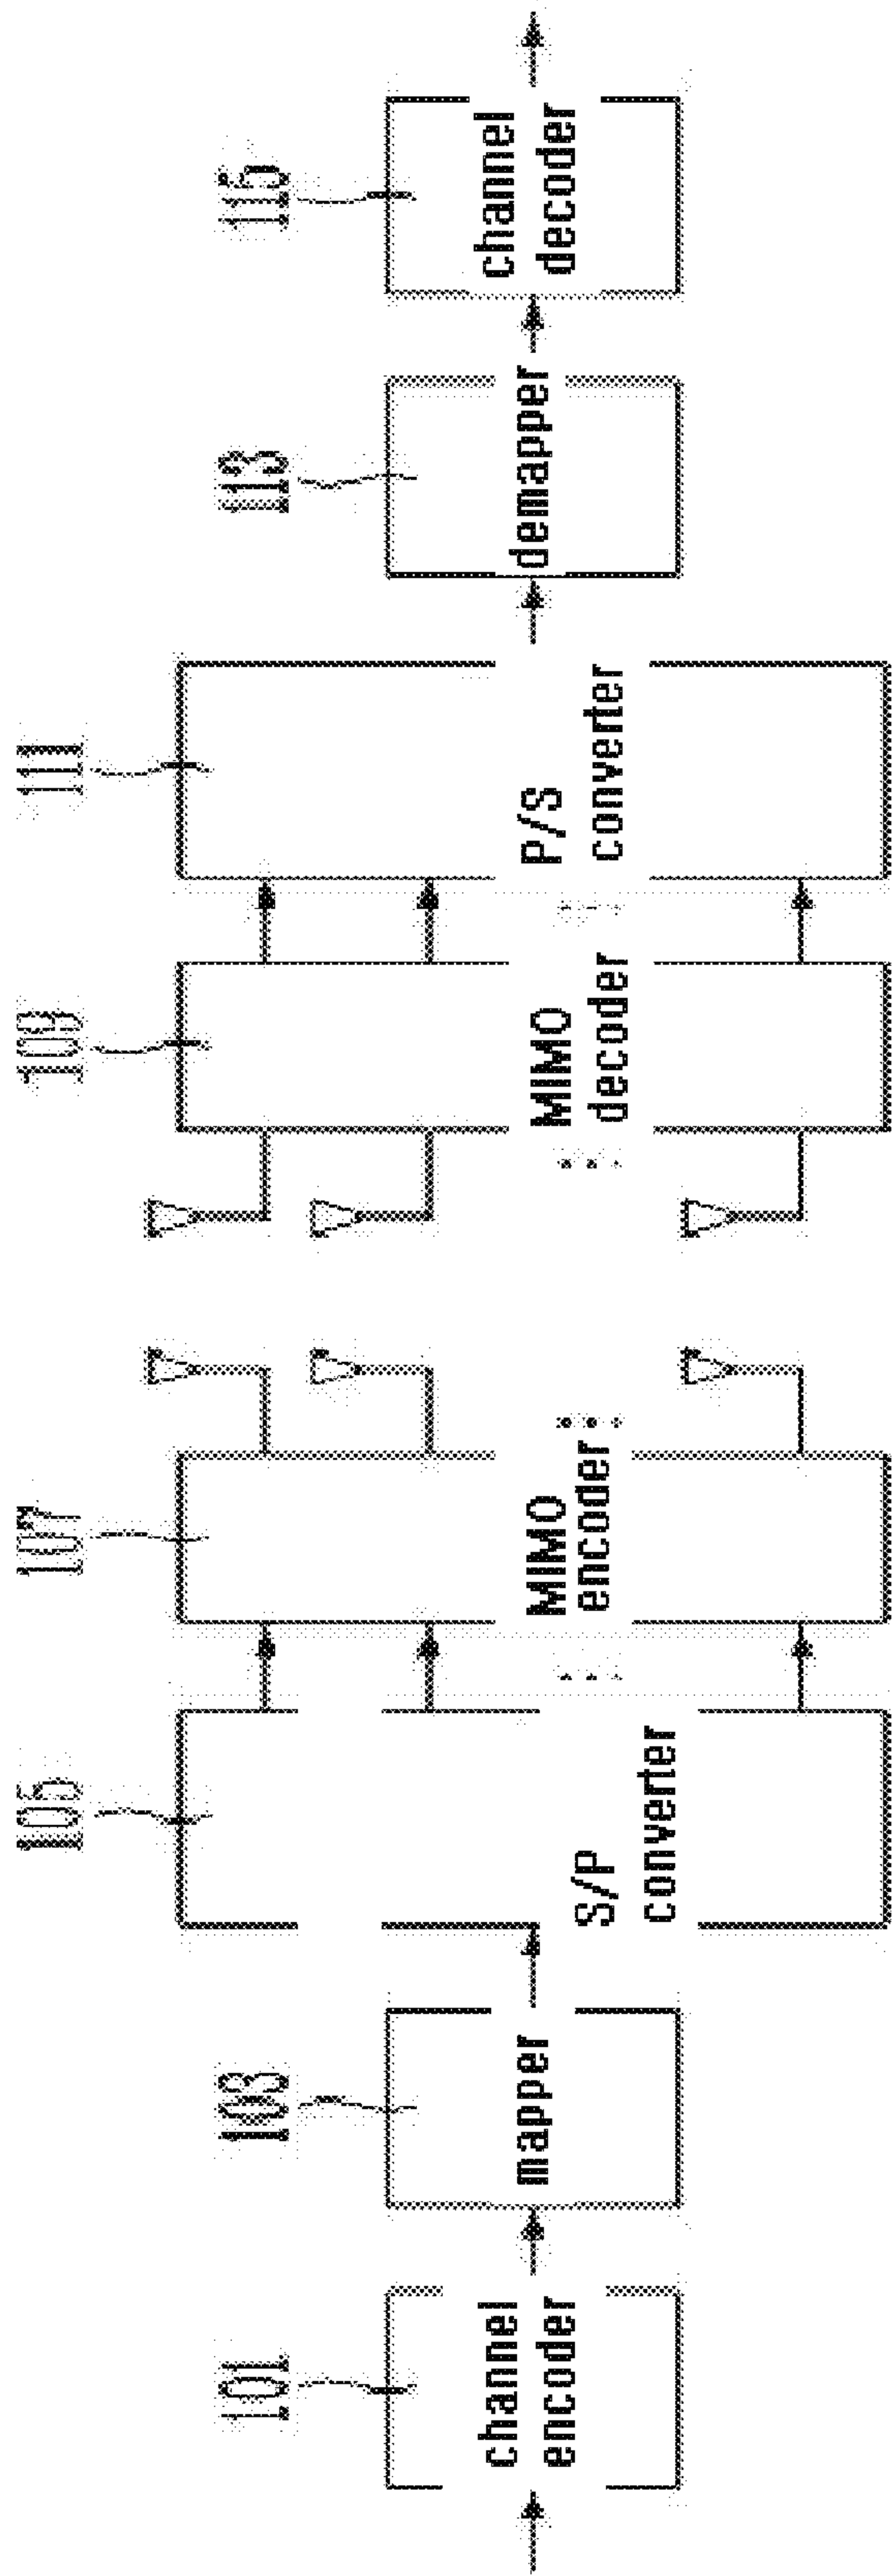 101
channel
encoder
103
mapper
105
S/P
converter
107
MIMO
encoder
109
MIMO
decoder
111
P/S
converter
113
demapper
115
channel
decoder